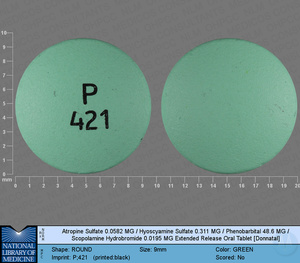 10
9
8
7
6
5
4
3
2
1
0
mm
P
421
0 1 2 3 4 5 6 7 8 9 10 11 12 13 14 15 16 17 18 19 20
Atropine Sulfate 0.0582 MG / Hyoscyamine Sulfate 0.311 MG / Phenobarbital 48.6 MG /
Scopolamine Hydrobromide 0.0195 MG Extended Release Oral Tablet [Donnatal]
Shape: ROUND Size: 9mm Color: GREEN
Imprint: P;421 (printed:black) Scored: No
NATIONAL
LIBRARY OF
MEDICINE